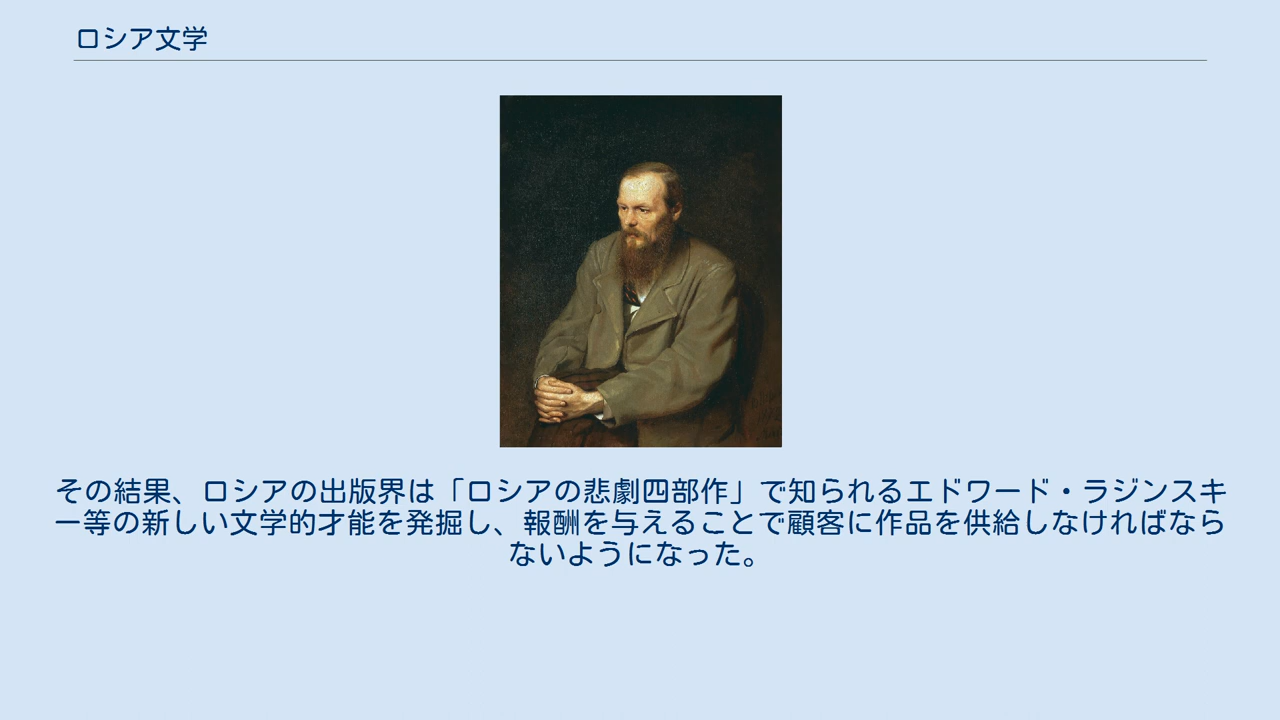 ロシア文学
その結果、ロシアの出版界は「ロシアの悲劇四部作」で知られるエドワード・ラジンスキ
ー等の新しい文学的才能を発掘し、報酬を与えることで顧客に作品を供給しなければなら
ないようになった。